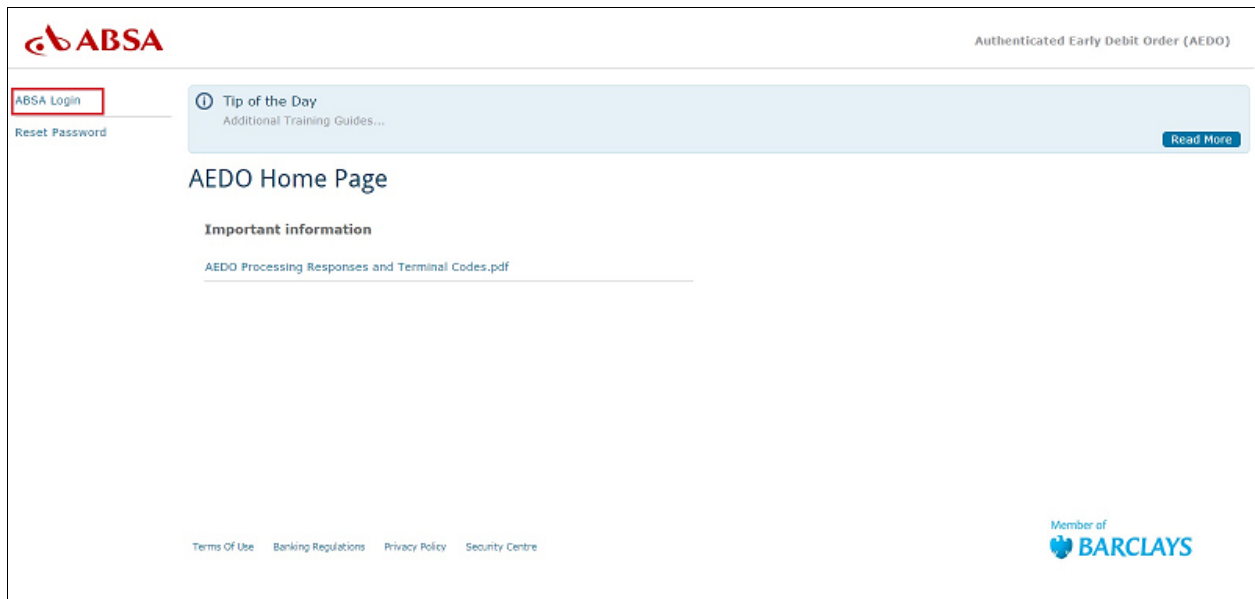 ABSA
Authenticated Early Debit Order (AEDO)
ABSA Login
Reset Password
Tip of the Day
Additional Training Guides...
Read More
AEDO Home Page
Important information
AEDO Processing Responses and Terminal Codes.pdf
Terms Of Use Banking Regulations Privacy Policy Security Centre
Member of
BARCLAYS